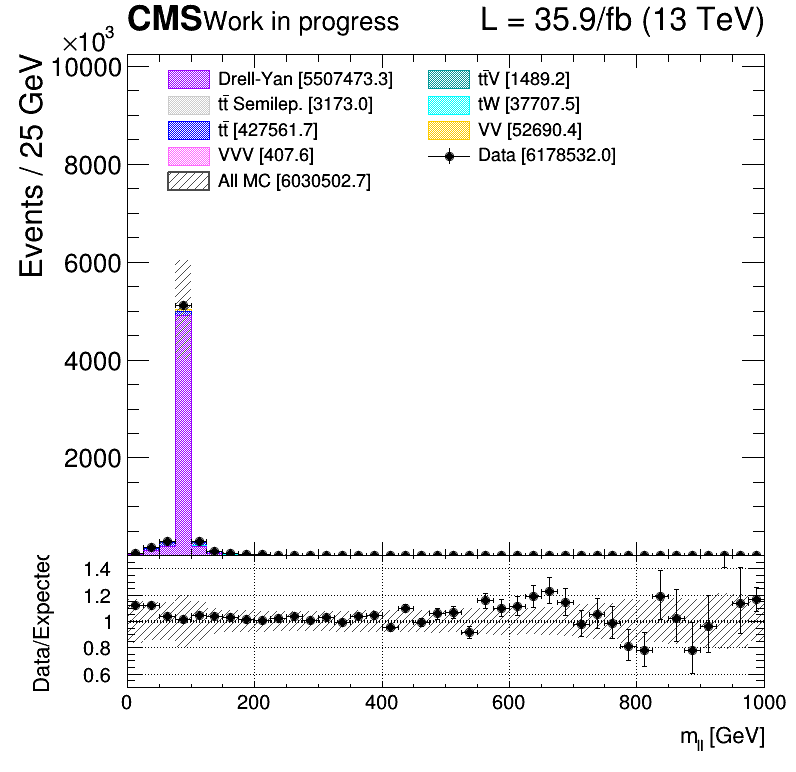 CMS Work in progress L = 35.9/fb (13 TeV)
×10³
10000
8000
6000
4000
2000
Events / 25 GeV
Drell-Yan [5507473.3]
tt̄ Semilep. [3173.0]
tt̄ [427561.7]
VVV [407.6]
All MC [6030502.7]
tt̄V [1489.2]
tW [37707.5]
VV [52690.4]
Data [6178532.0]
Data/Expected
1.4
1.2
1
0.8
0.6
0 200 400 600 800 1000
m_ll [GeV]